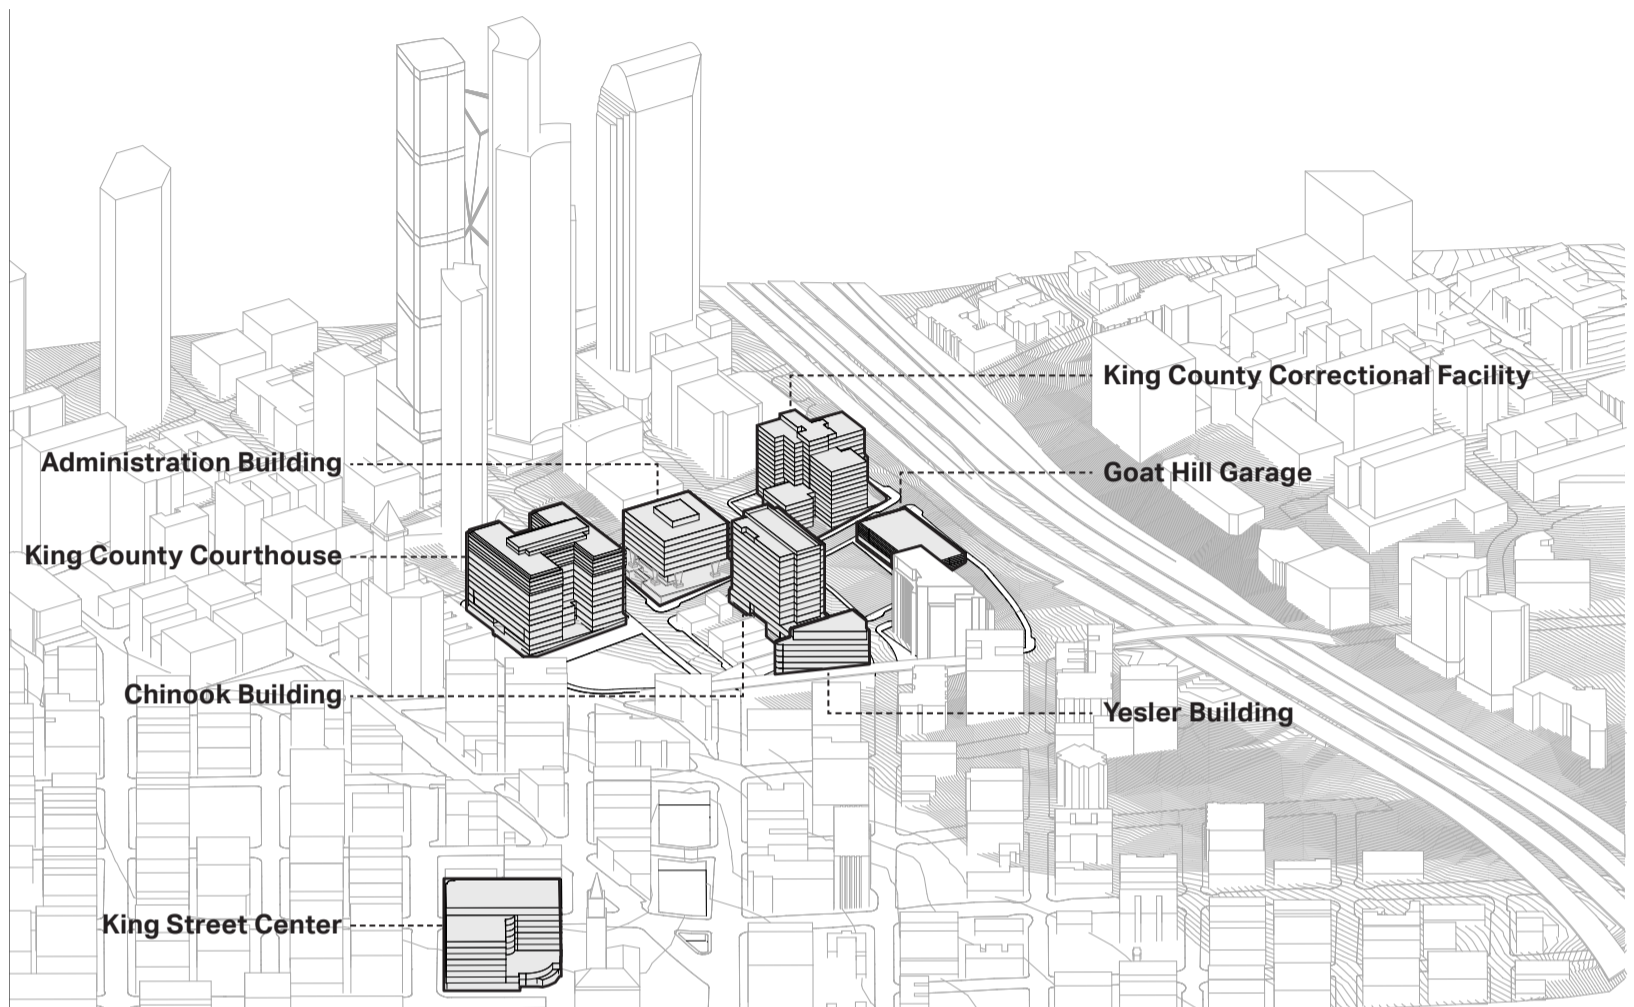 King County Correctional Facility
Administration Building
Goat Hill Garage
King County Courthouse
Chinook Building
Yesler Building
King Street Center